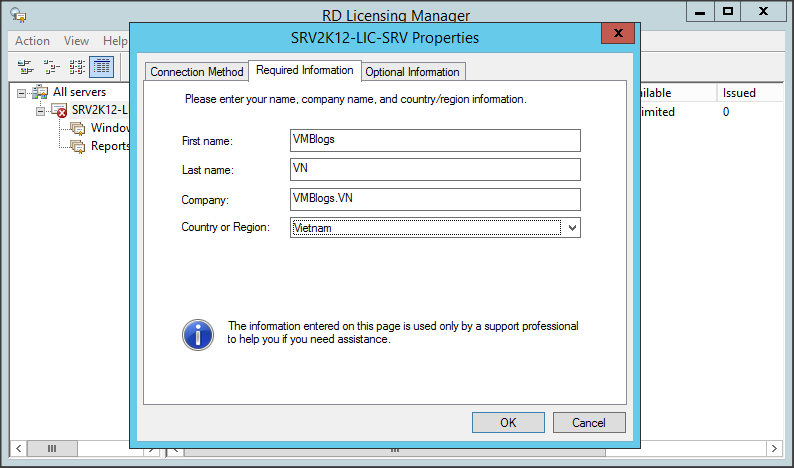 RD Licensing Manager
Action View Help
SRV2K12-LIC-SRV Properties
Connection Method Required Information Optional Information
Please enter your name, company name, and country/region information.
First name: VMBlogs
Last name: VN
Company: VMBlogs.VN
Country or Region: Vietnam
The information entered on this page is used only by a support professional
to help you if you need assistance.
OK Cancel
All servers
SRV2K12-LI
Window
Reports
Issued
0